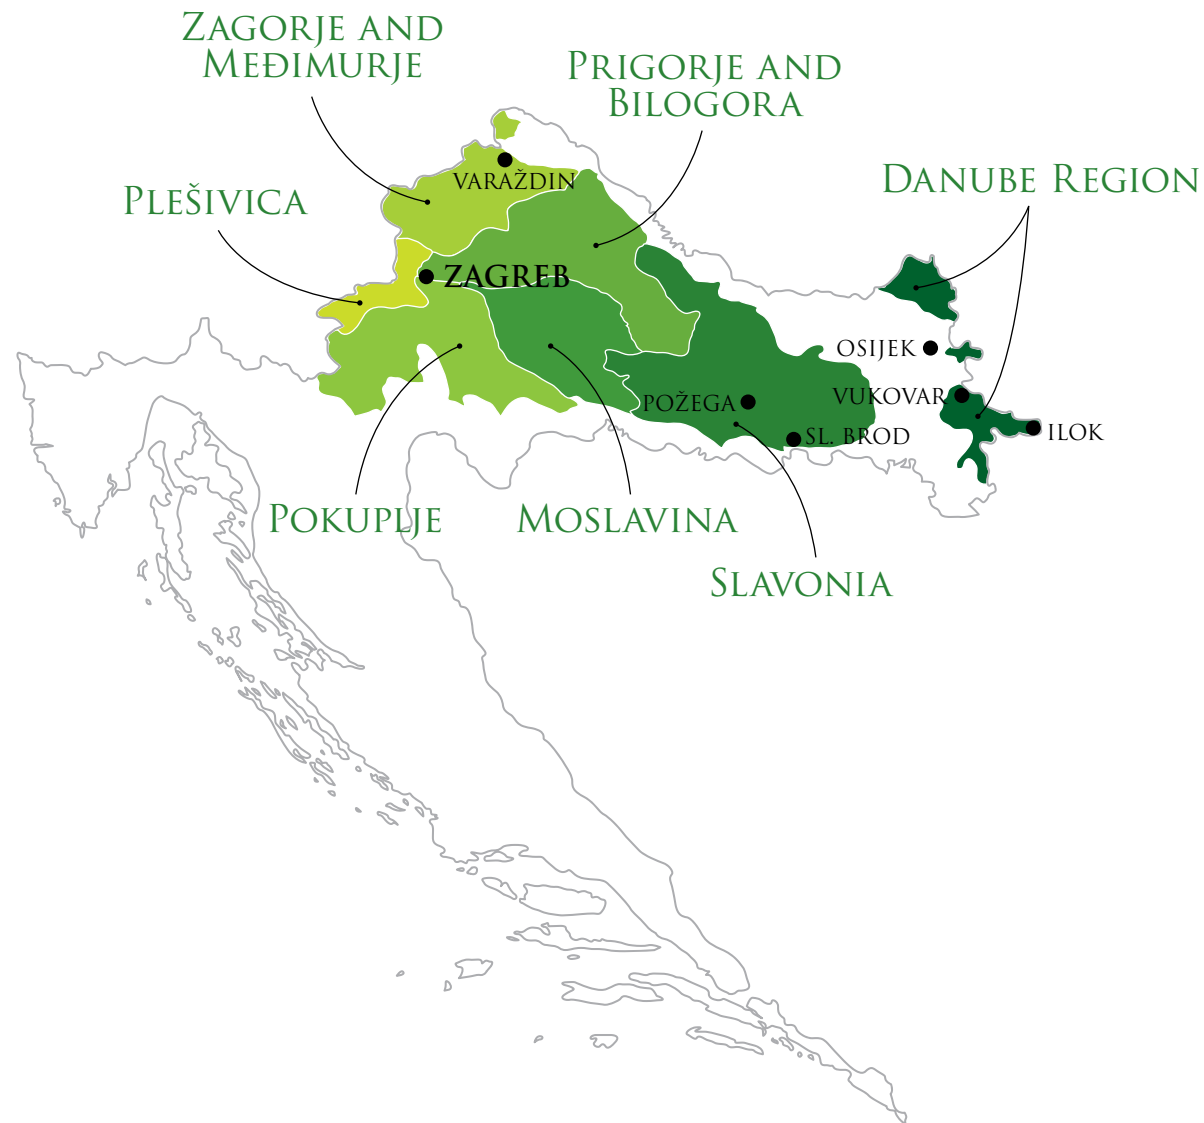 Zagorje and
Međimurje
Prigorje and
Bilogora
Danube Region
Plešivica
VARAŽDIN
ZAGREB
OSIJEK
VUKOVAR
POŽEGA
SL. BROD
ILOK
Pokuplje
Moslavina
Slavonia